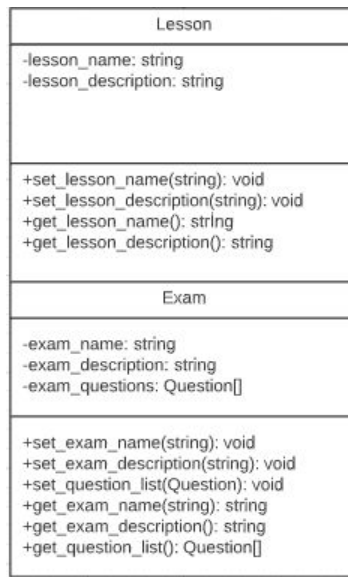 Lesson
-lesson_name: string
-lesson_description: string
+set_lesson_name(string): void
+set_lesson_description(string): void
+get_lesson_name(): string
+get_lesson_description(): string
Exam
-exam_name: string
-exam_description: string
-exam_questions: Question[]
+set_exam_name(string): void
+set_exam_description(string): void
+set_question_list(Question): void
+get_exam_name(string): string
+get_exam_description(): string
+get_question_list(): Question[]